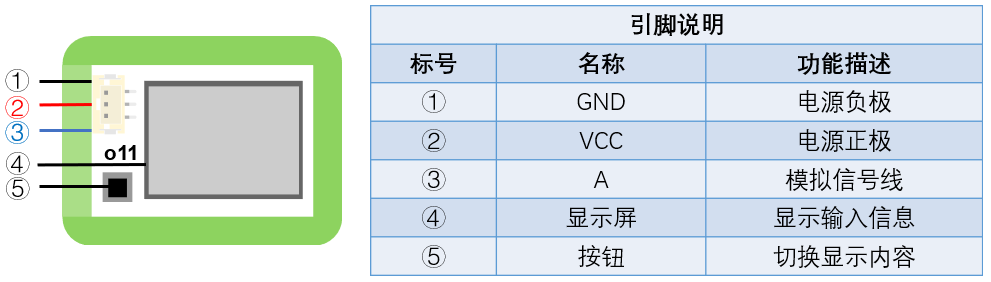 ①
②
③
④
⑤
o11
引脚说明
标号 名称 功能描述
① GND 电源负极
② VCC 电源正极
③ A 模拟信号线
④ 显示屏 显示输入信息
⑤ 按钮 切换显示内容